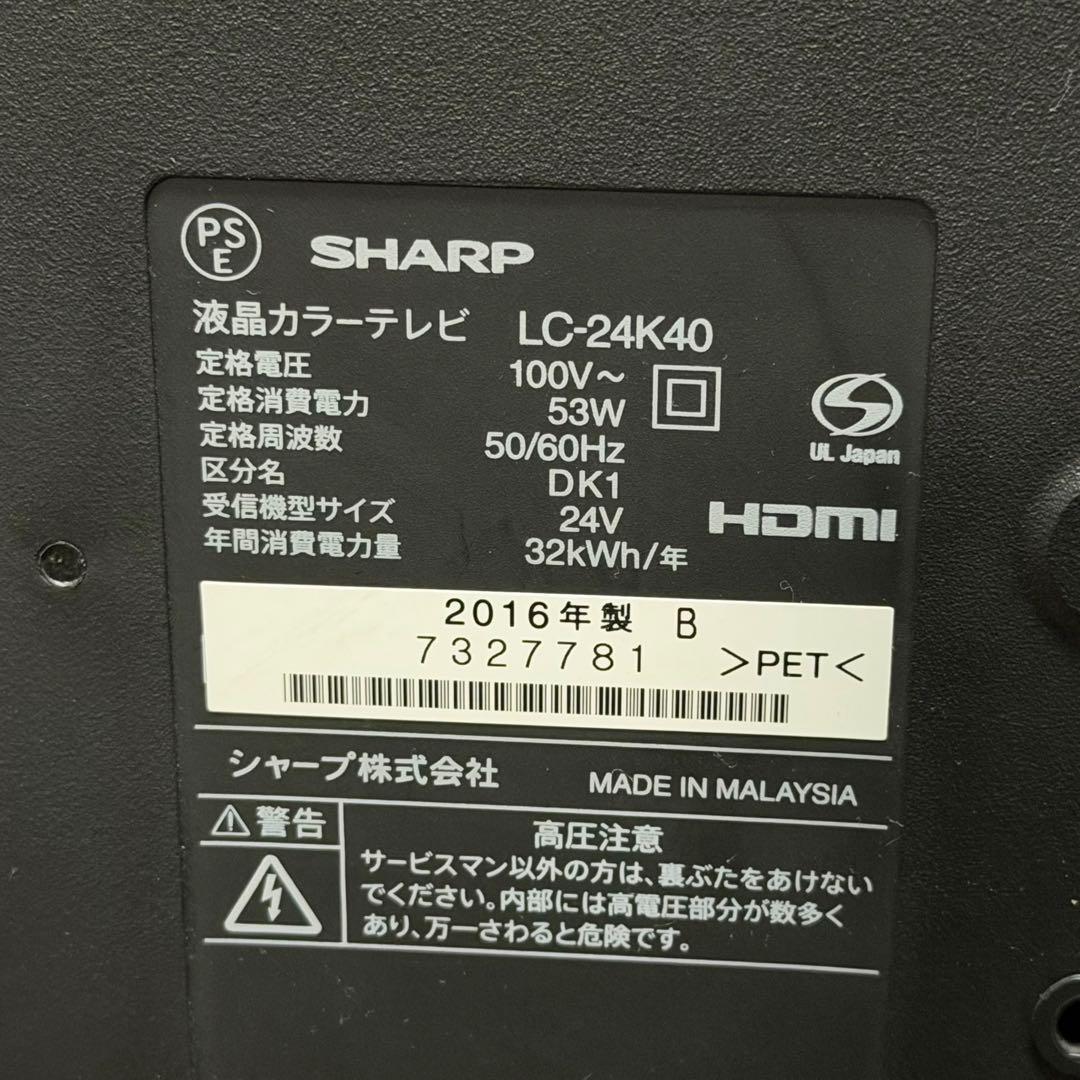 PS
E
SHARP
液晶カラーテレビ LC-24K40
定格電圧 100V～
定格消費電力 53W
定格周波数 50/60Hz
区分名 DK1
受信機型サイズ 24V
年間消費電力量 32kWh/年
UL Japan
HDMI
2016年製 B
7327781 >PET<
シャープ株式会社 MADE IN MALAYSIA
⚠警告
高圧注意
サービスマン以外の方は、裏ぶたをあけない
でください。内部には高電圧部分が数多く
あり、万一さわると危険です。